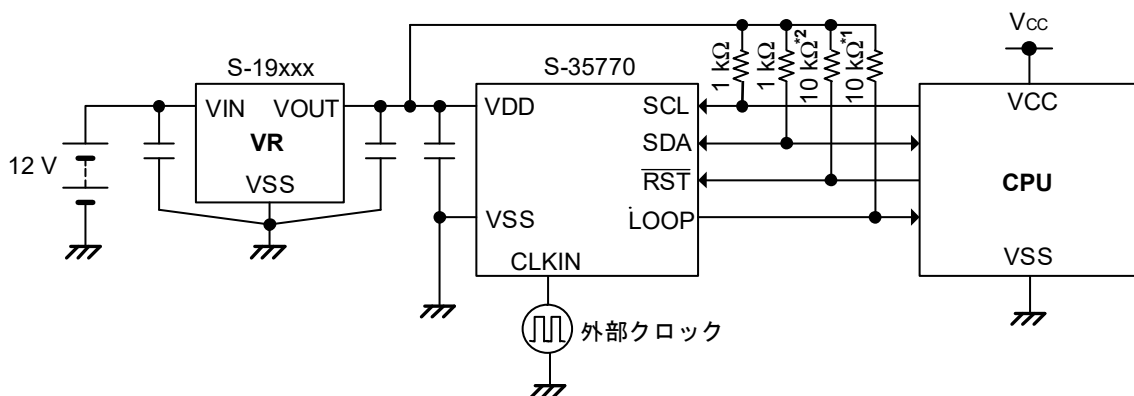 S-19xxx
VIN
VOUT
VR
VSS
12 V
S-35770
VDD
VSS
CLKIN
SCL
SDA
RST
LOOP
外部クロック
1 kΩ
1 kΩ
10 kΩ*2
10 kΩ*1
VCC
VCC
CPU
VSS